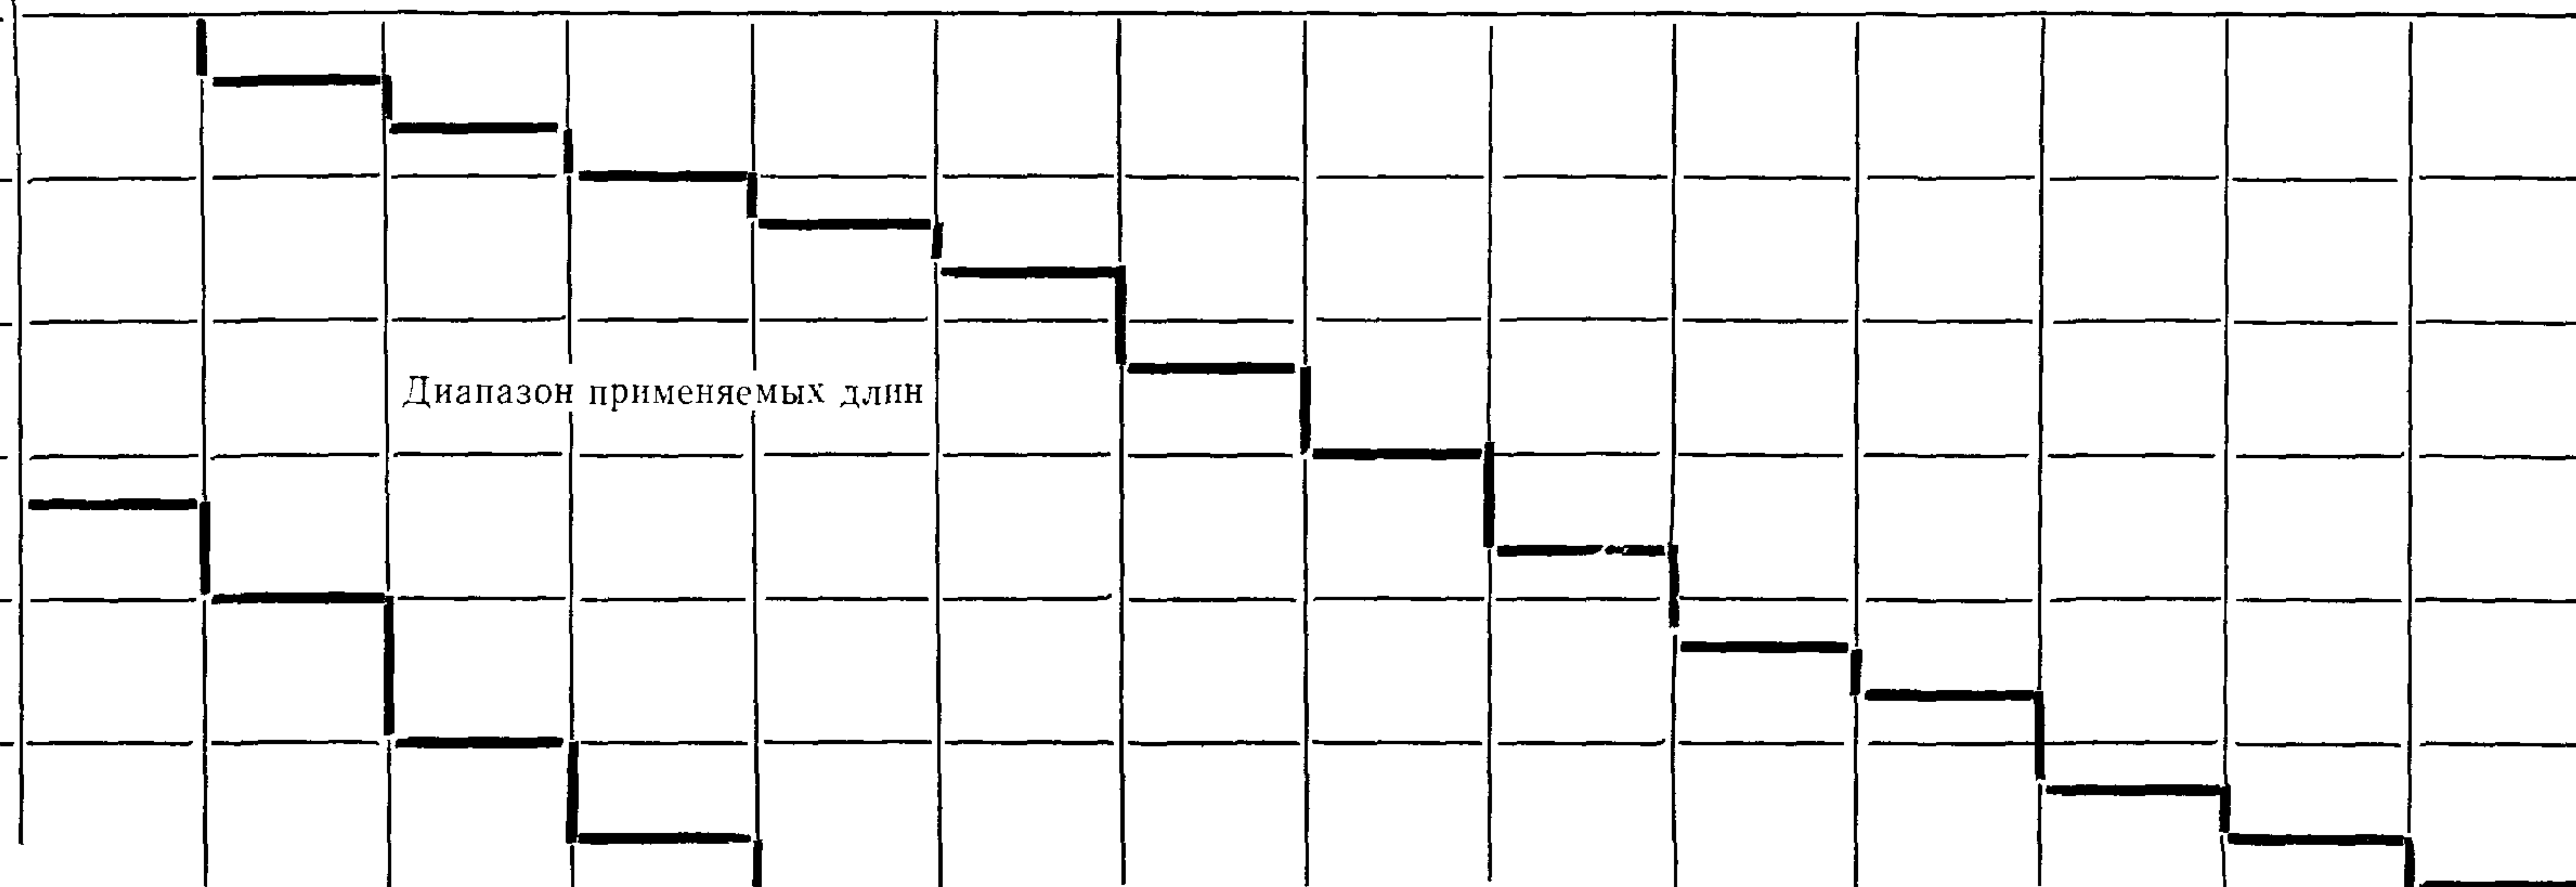 Диапазон применяемых длин